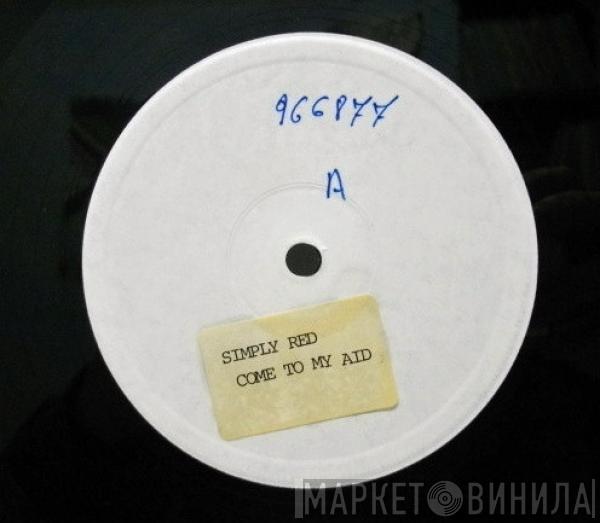 966877
A
SIMPLY RED
COME TO MY AID
МАРКЕТ ВИНИЛА